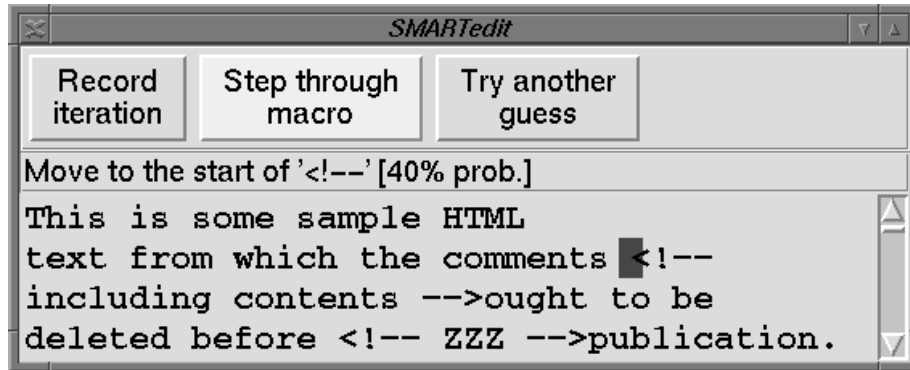 SMARTedit
Record iteration
Step through macro
Try another guess
Move to the start of '<!--' [40% prob.]
This is some sample HTML
text from which the comments <!--
including contents -->ought to be
deleted before <!-- ZZZ -->publication.